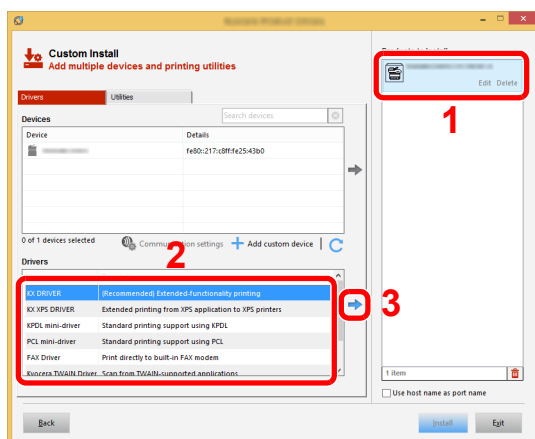 Custom Install
Add multiple devices and printing utilities
Drivers Utilities
Devices Search devices
Device Details
fe80::217:c8ff:fe25:43b0
0 of 1 devices selected settings Add custom device
Drivers
2
KX DRIVER (Recommended) Extended-functionality printing
KX XPS DRIVER Extended printing from XPS application to XPS printers
KPDL mini-driver Standard printing support using KPDL
PCL mini-driver Standard printing support using PCL
FAX Driver Print directly to built-in FAX modem
Kyocera TWAIN Driver Scan from TWAIN-supported applications
3
Edit Delete
1
1 item
Use host name as port name
Back Install Exit